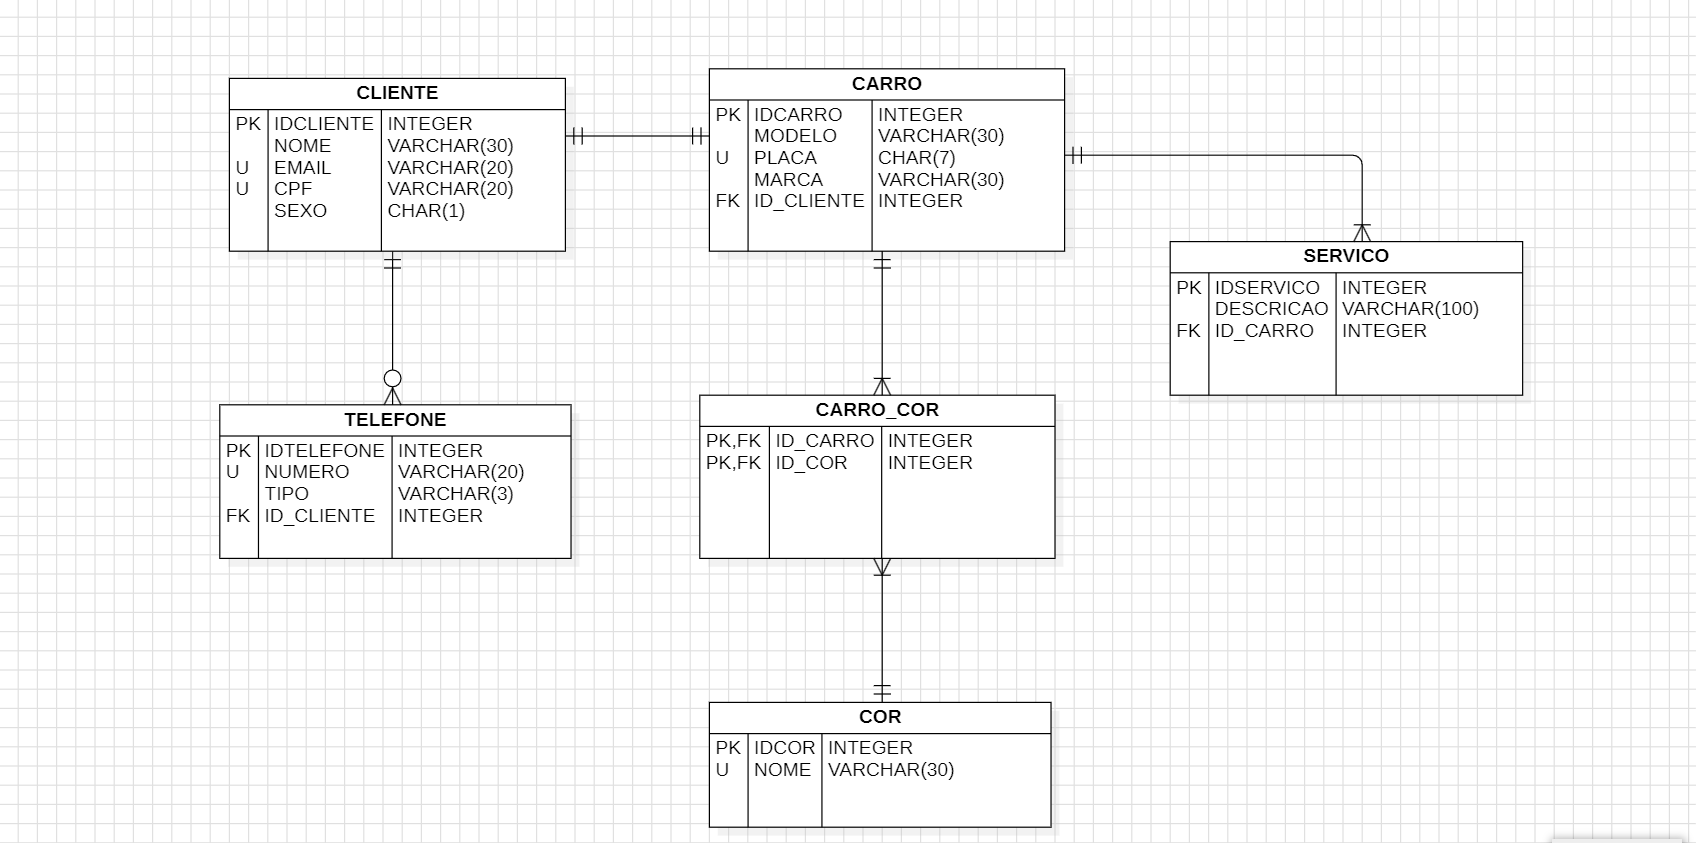 CLIENTE
PK IDCLIENTE INTEGER
NOME VARCHAR(30)
U EMAIL VARCHAR(20)
U CPF VARCHAR(20)
SEXO CHAR(1)
CARRO
PK IDCARRO INTEGER
MODELO VARCHAR(30)
U PLACA CHAR(7)
MARCA VARCHAR(30)
FK ID_CLIENTE INTEGER
SERVICO
PK IDSERVICO INTEGER
DESCRICAO VARCHAR(100)
FK ID_CARRO INTEGER
TELEFONE
PK IDTELEFONE INTEGER
U NUMERO VARCHAR(20)
TIPO VARCHAR(3)
FK ID_CLIENTE INTEGER
CARRO_COR
PK,FK ID_CARRO INTEGER
PK,FK ID_COR INTEGER
COR
PK IDCOR INTEGER
U NOME VARCHAR(30)